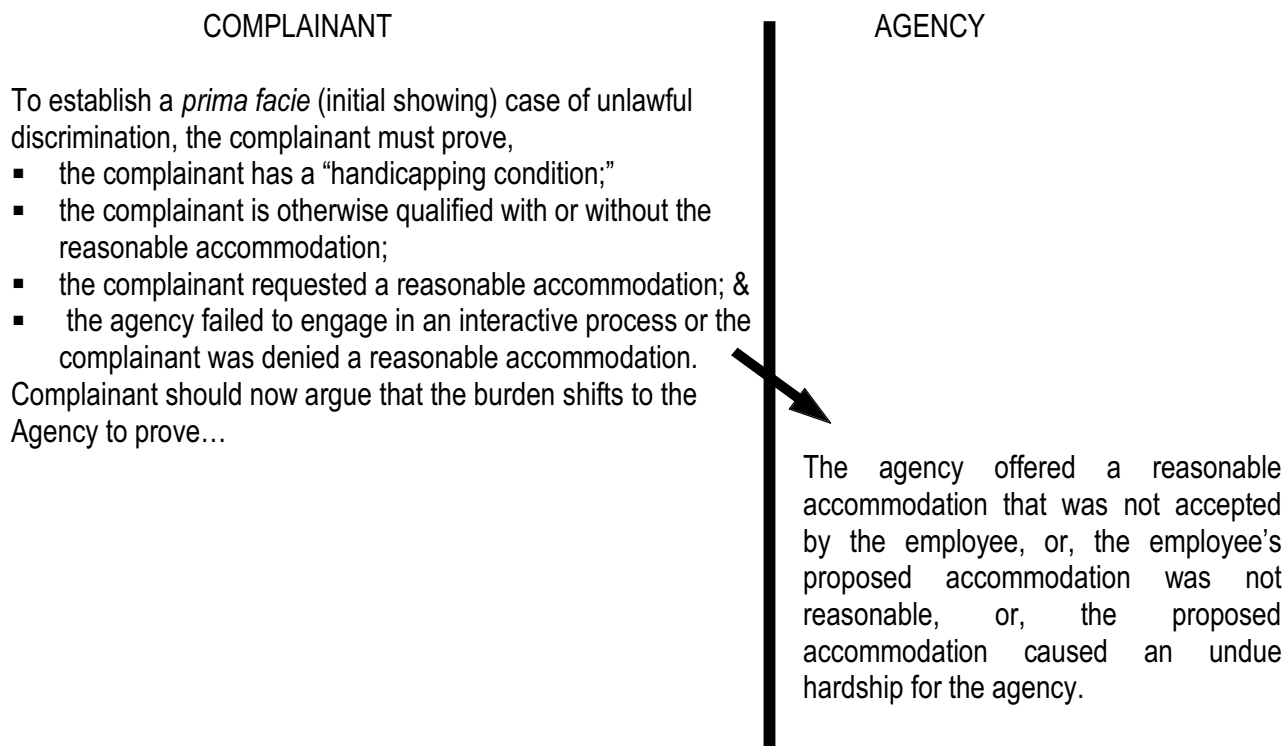 COMPLAINANT
To establish a prima facie (initial showing) case of unlawful
discrimination, the complainant must prove,
▪ the complainant has a “handicapping condition;”
▪ the complainant is otherwise qualified with or without the
reasonable accommodation;
▪ the complainant requested a reasonable accommodation; &
▪ the agency failed to engage in an interactive process or the
complainant was denied a reasonable accommodation.
Complainant should now argue that the burden shifts to the
Agency to prove…
AGENCY
The agency offered a reasonable
accommodation that was not accepted
by the employee, or, the employee’s
proposed accommodation was not
reasonable, or, the proposed
accommodation caused an undue
hardship for the agency.